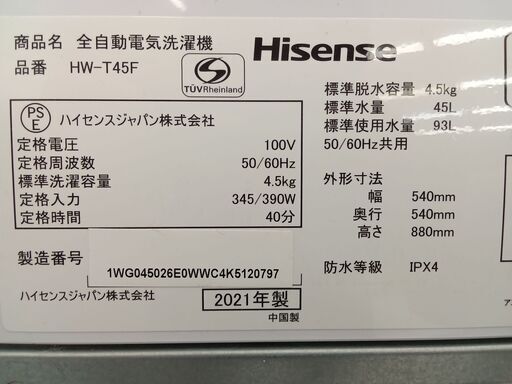 商品名 全自動電気洗濯機
品番 HW-T45F
S
TÜVRheinland
Hisense
PS
E
ハイセンスジャパン株式会社
定格電圧 100V
定格周波数 50/60Hz
標準洗濯容量 4.5kg
定格入力 345/390W
定格時間 40分
製造番号
1WG045026E0WWC4K5120797
ハイセンスジャパン株式会社
2021年製
中国製
標準脱水容量 4.5kg
標準水量 45L
標準使用水量 93L
50/60Hz共用
外形寸法
幅 540mm
奥行 540mm
高さ 880mm
防水等級 IPX4